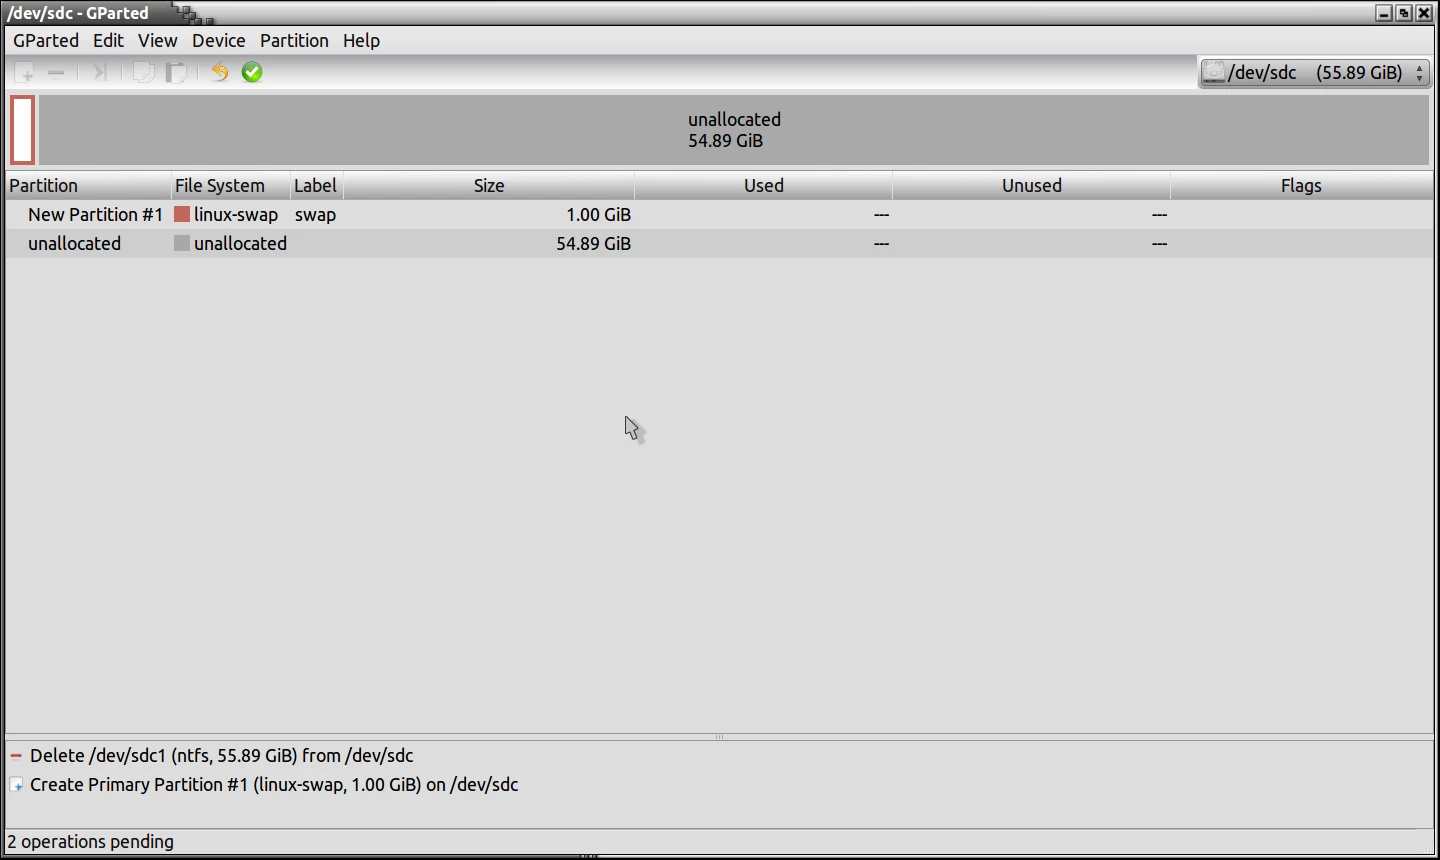 /dev/sdc - GParted
GParted Edit View Device Partition Help
/dev/sdc (55.89 GiB)
unallocated
54.89 GiB
Partition File System Label Size Used Unused Flags
New Partition #1 linux-swap swap 1.00 GiB --- ---
unallocated unallocated 54.89 GiB --- ---
Delete /dev/sdc1 (ntfs, 55.89 GiB) from /dev/sdc
Create Primary Partition #1 (linux-swap, 1.00 GiB) on /dev/sdc
2 operations pending